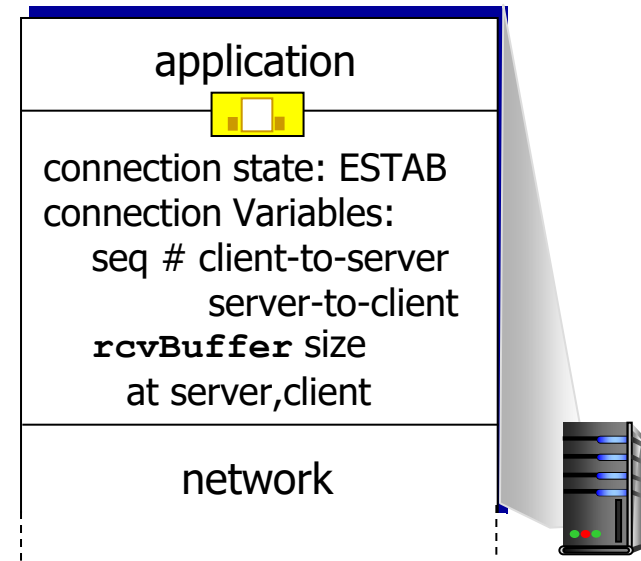 application
connection state: ESTAB
connection Variables:
seq # client-to-server
server-to-client
rcvBuffer size
at server,client
network